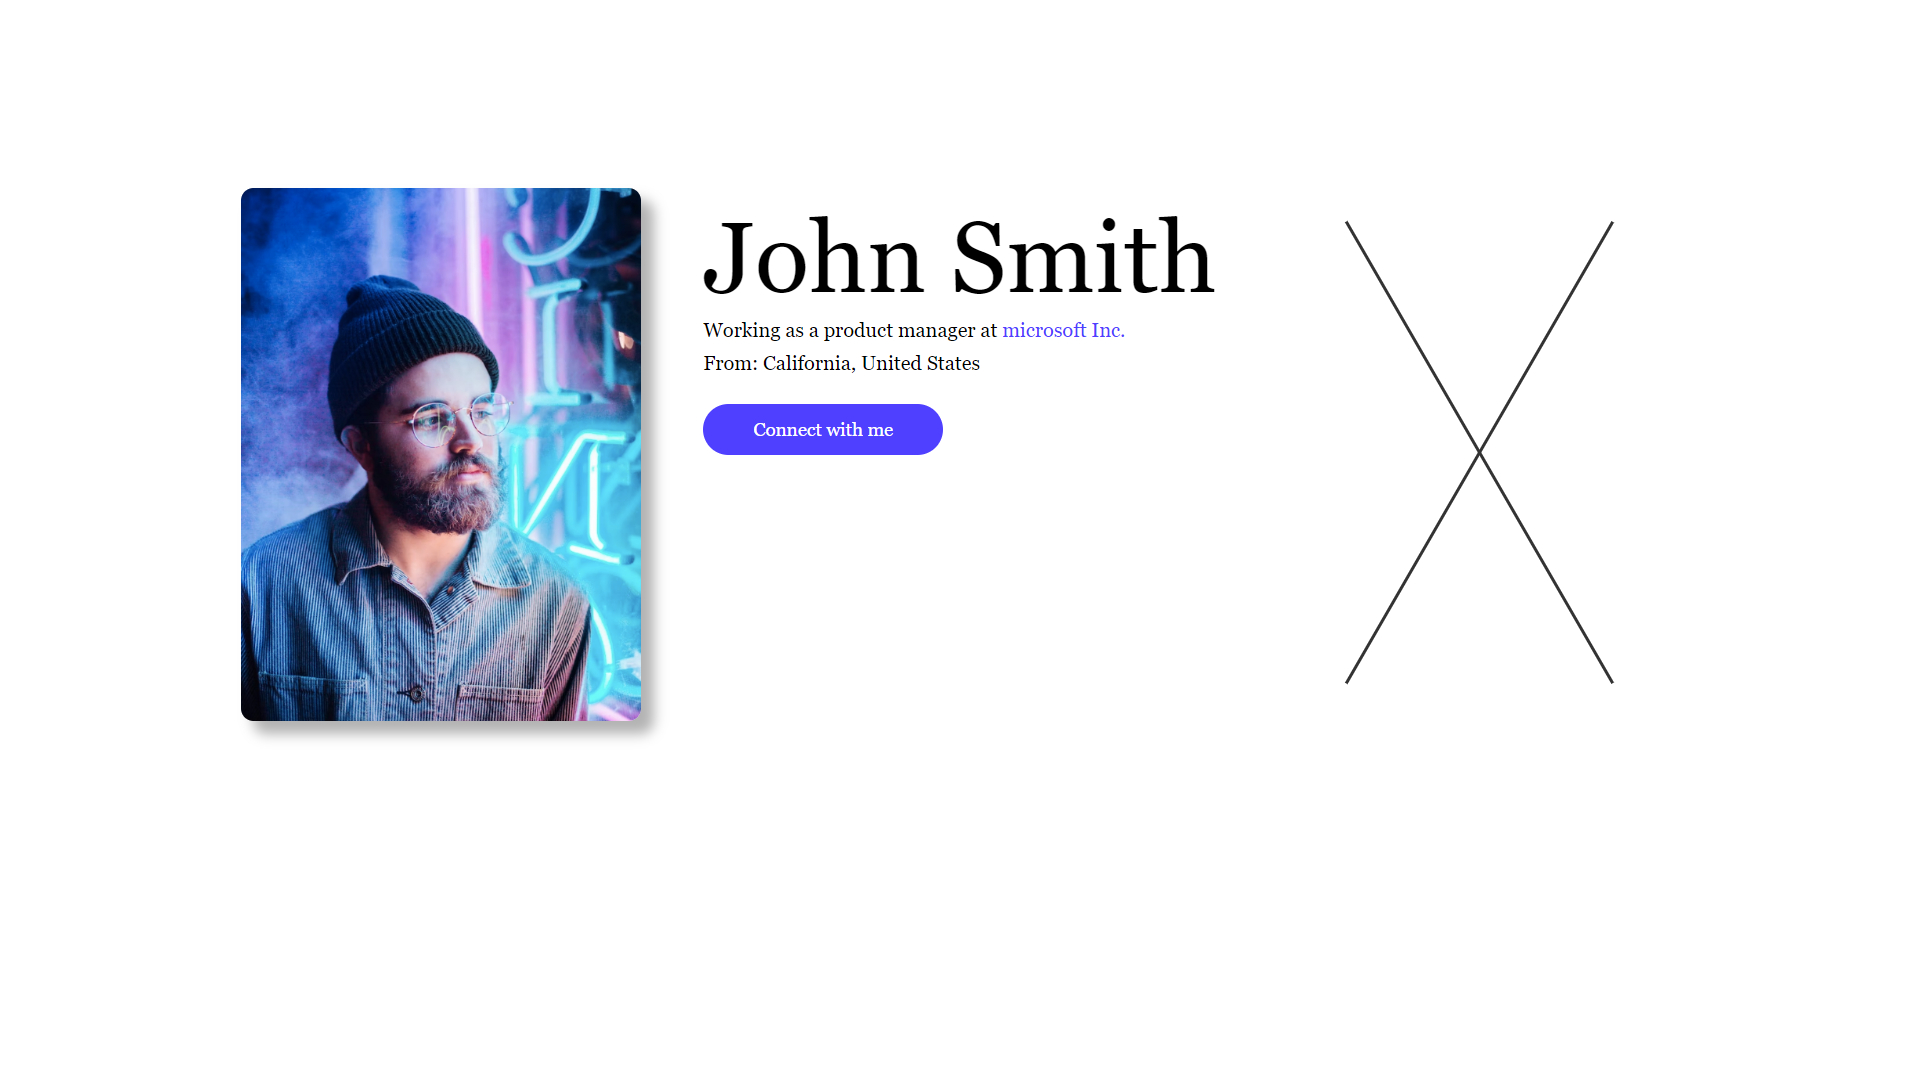 John Smith
Working as a product manager at microsoft Inc.
From: California, United States
Connect with me